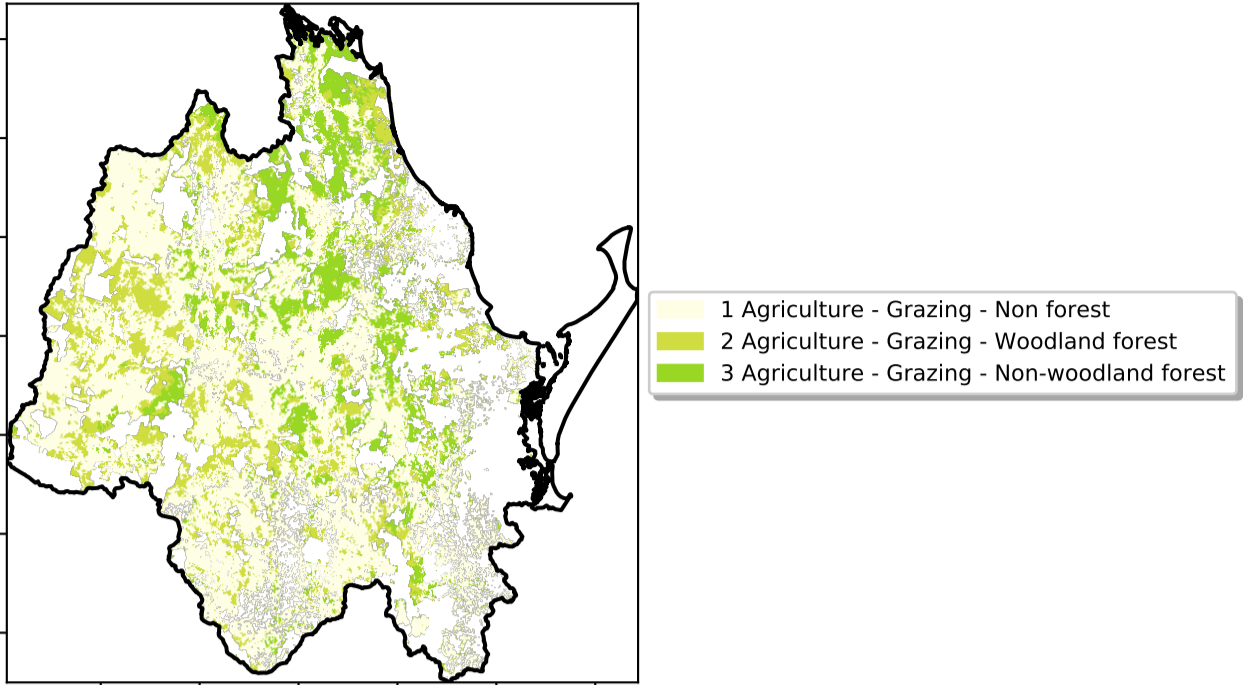 1 Agriculture - Grazing - Non forest
2 Agriculture - Grazing - Woodland forest
3 Agriculture - Grazing - Non-woodland forest